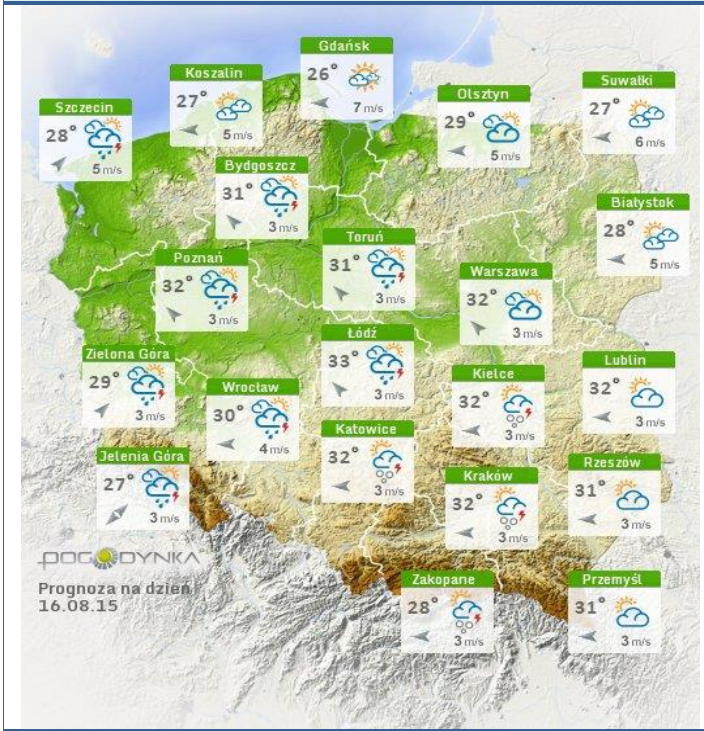 Gdańsk
26°
7 m/s
Koszalin
27°
5 m/s
Suwałki
27°
6 m/s
Olsztyn
29°
5 m/s
Szczecin
28°
5 m/s
Bydgoszcz
31°
3 m/s
Białystok
28°
5 m/s
Toruń
31°
3 m/s
Poznań
32°
3 m/s
Warszawa
32°
3 m/s
Łódź
33°
3 m/s
Zielona Góra
29°
3 m/s
Lublin
32°
3 m/s
Kielce
32°
3 m/s
Wrocław
30°
4 m/s
Katowice
32°
3 m/s
Jelenia Góra
27°
3 m/s
Rzeszów
31°
3 m/s
Kraków
32°
3 m/s
POGODYNKA
Prognoza na dzień
16.08.15
Zakopane
28°
3 m/s
Przemyśl
31°
3 m/s